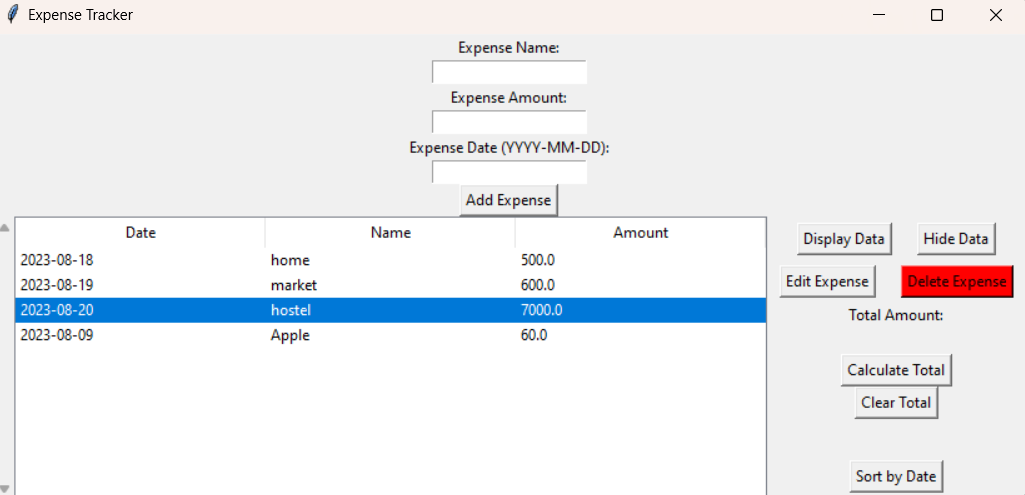 Expense Tracker
Expense Name:
Expense Amount:
Expense Date (YYYY-MM-DD):
Add Expense
Date Name Amount
2023-08-18 home 500.0
2023-08-19 market 600.0
2023-08-20 hostel 7000.0
2023-08-09 Apple 60.0
Display Data Hide Data
Edit Expense Delete Expense
Total Amount:
Calculate Total
Clear Total
Sort by Date